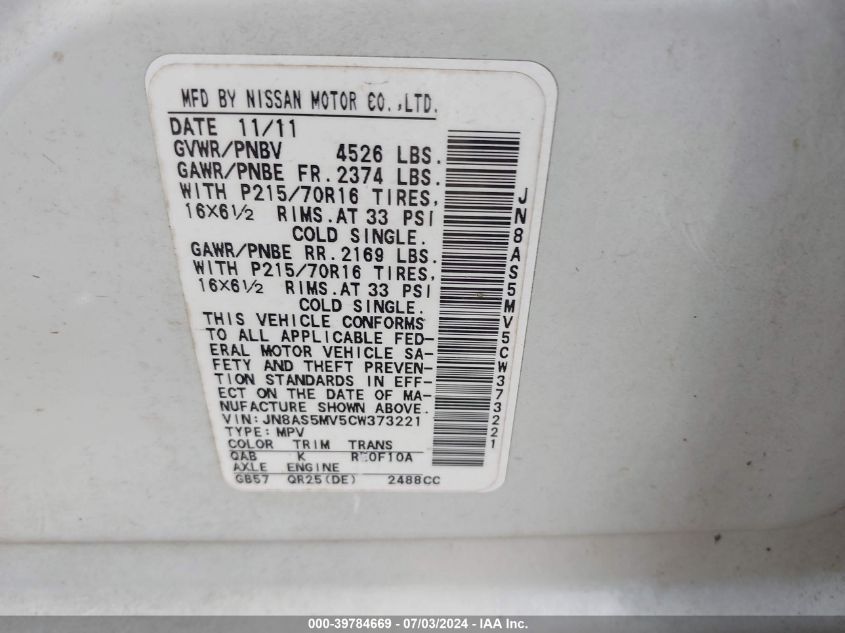 MFD BY NISSAN MOTOR CO.,LTD.
DATE 11/11
GVWR/PNBV 4526 LBS.
GAWR/PNBE FR. 2374 LBS.
WITH P215/70R16 TIRES,
16X6½ RIMS. AT 33 PSI
COLD SINGLE.
GAWR/PNBE RR. 2169 LBS.
WITH P215/70R16 TIRES,
16X6½ RIMS. AT 33 PSI
COLD SINGLE.
THIS VEHICLE CONFORMS
TO ALL APPLICABLE FED-
ERAL MOTOR VEHICLE SA-
FETY AND THEFT PREVEN-
TION STANDARDS IN EFF-
ECT ON THE DATE OF MA-
NUFACTURE SHOWN ABOVE.
VIN: JN8AS5MV5CW373221
TYPE: MPV
COLOR TRIM TRANS
QAB K
AXLE ENGINE
GB57 QR25(DE) 2488CC
JN8AS5MV5CW373221
000-39784669 - 07/03/2024 - IAA Inc.